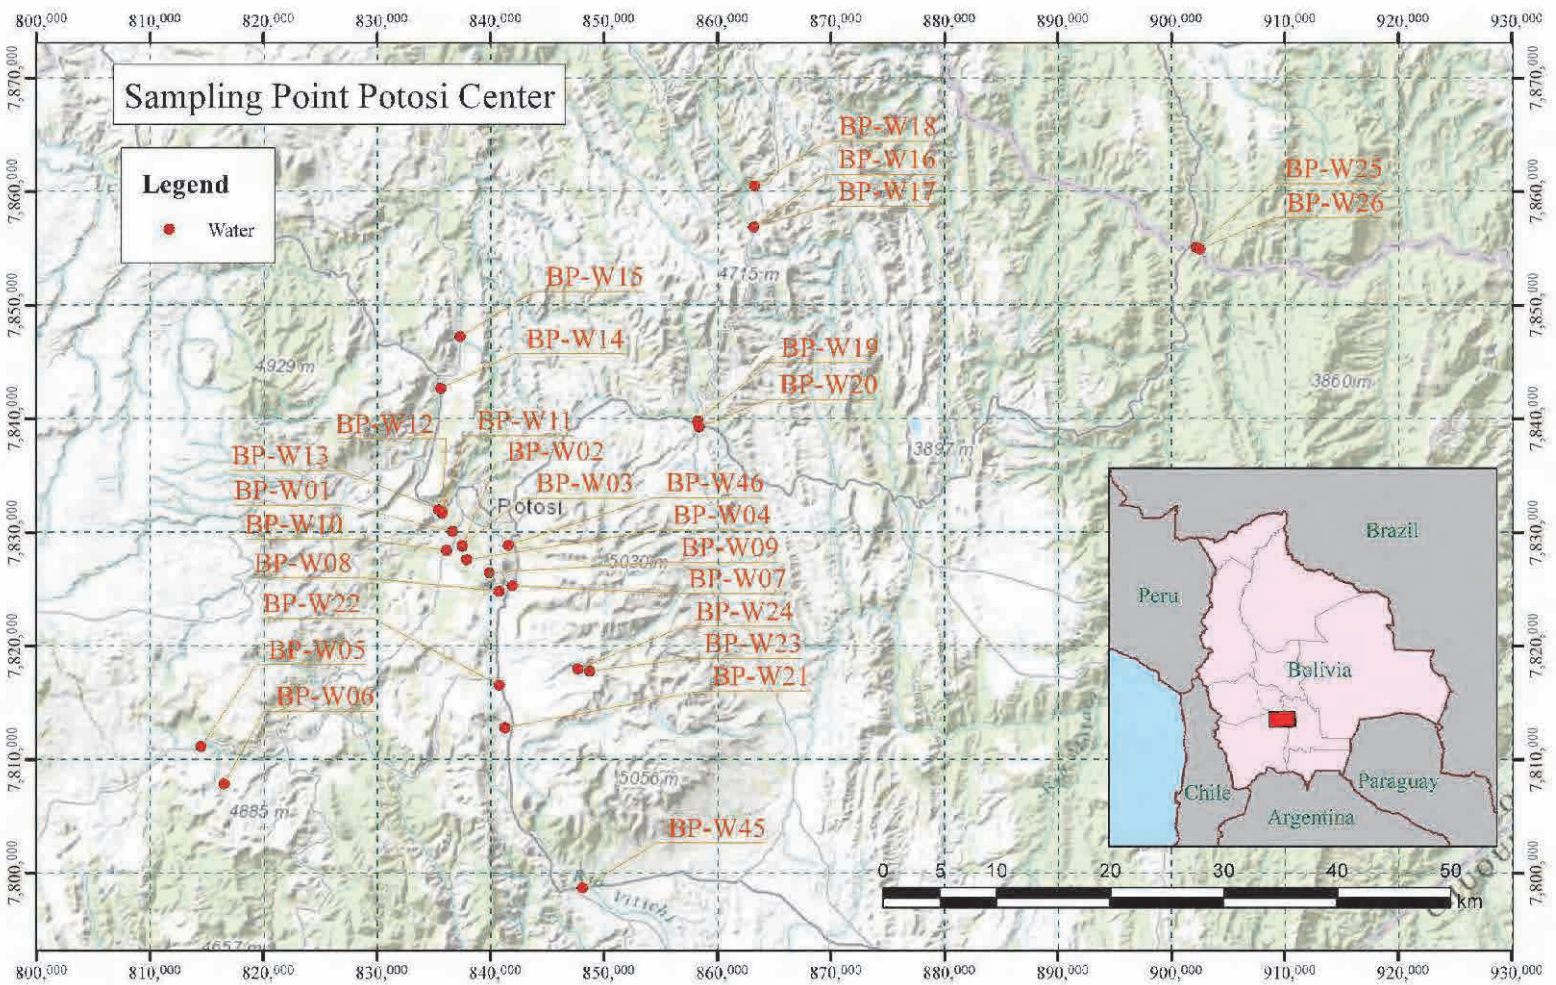 800,000 810,000 820,000 830,000 840,000 850,000 860,000 870,000 880,000 890,000 900,000 910,000 920,000 930,000
7,870,000
7,860,000
7,850,000
7,840,000
7,830,000
7,820,000
7,810,000
7,800,000
Sampling Point Potosi Center
Legend
Water
BP-W18
BP-W16
BP-W17
BP-W25
BP-W26
4715 m
BP-W15
BP-W14
4929 m
BP-W19
BP-W20
3860 m
BP-W12
BP-W11
BP-W02
3897 m
BP-W13
BP-W01
BP-W03
BP-W46
Potosi
BP-W10
BP-W04
BP-W08
5030 m
BP-W09
BP-W07
BP-W22
BP-W24
BP-W05
BP-W23
BP-W06
BP-W21
5056 m
4885 m
BP-W45
Vitichi
4657 m
Brazil
Peru
Bolivia
Chile
Paraguay
Argentina
0 5 10 20 30 40 50
km
7,870,000
7,860,000
7,850,000
7,840,000
7,830,000
7,820,000
7,810,000
7,800,000
800,000 810,000 820,000 830,000 840,000 850,000 860,000 870,000 880,000 890,000 900,000 910,000 920,000 930,000